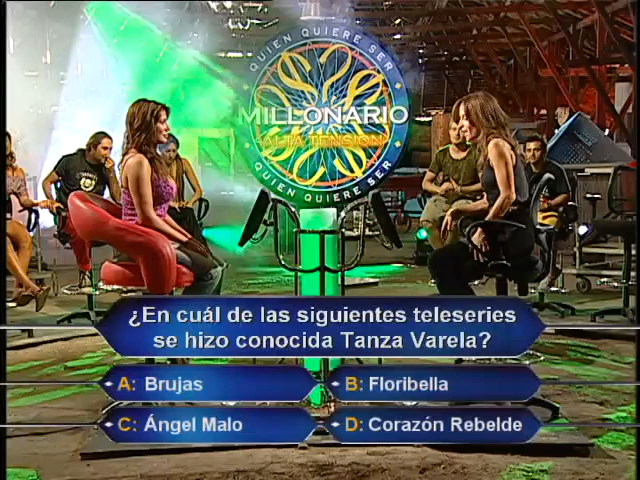 QUIEN QUIERE SER
MILLONARIO
ALTA TENSION
QUIEN QUIERE SER
¿En cuál de las siguientes teleseries
se hizo conocida Tanza Varela?
A: Brujas
B: Floribella
C: Ángel Malo
D: Corazón Rebelde